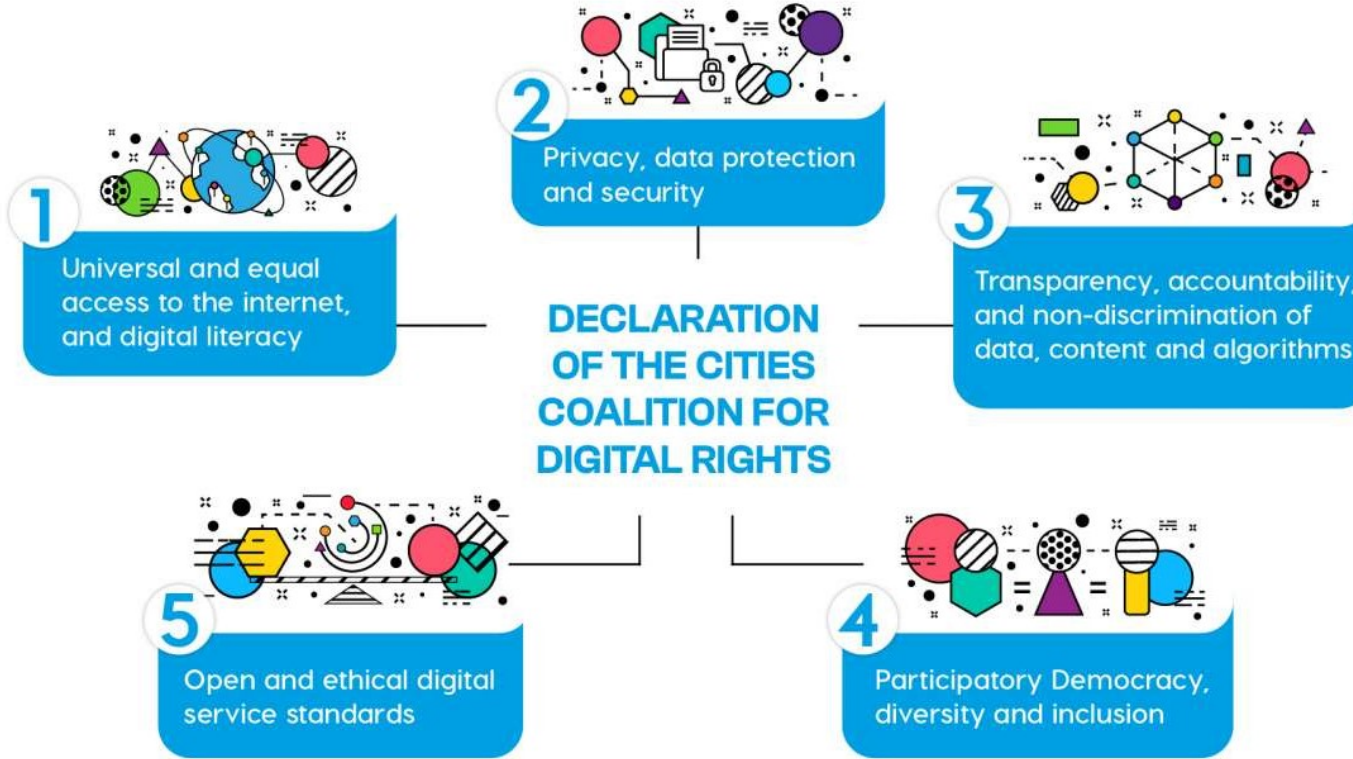 1
Universal and equal
access to the internet,
and digital literacy
2
Privacy, data protection
and security
3
Transparency, accountability,
and non-discrimination of
data, content and algorithms
DECLARATION
OF THE CITIES
COALITION FOR
DIGITAL RIGHTS
5
Open and ethical digital
service standards
4
Participatory Democracy,
diversity and inclusion